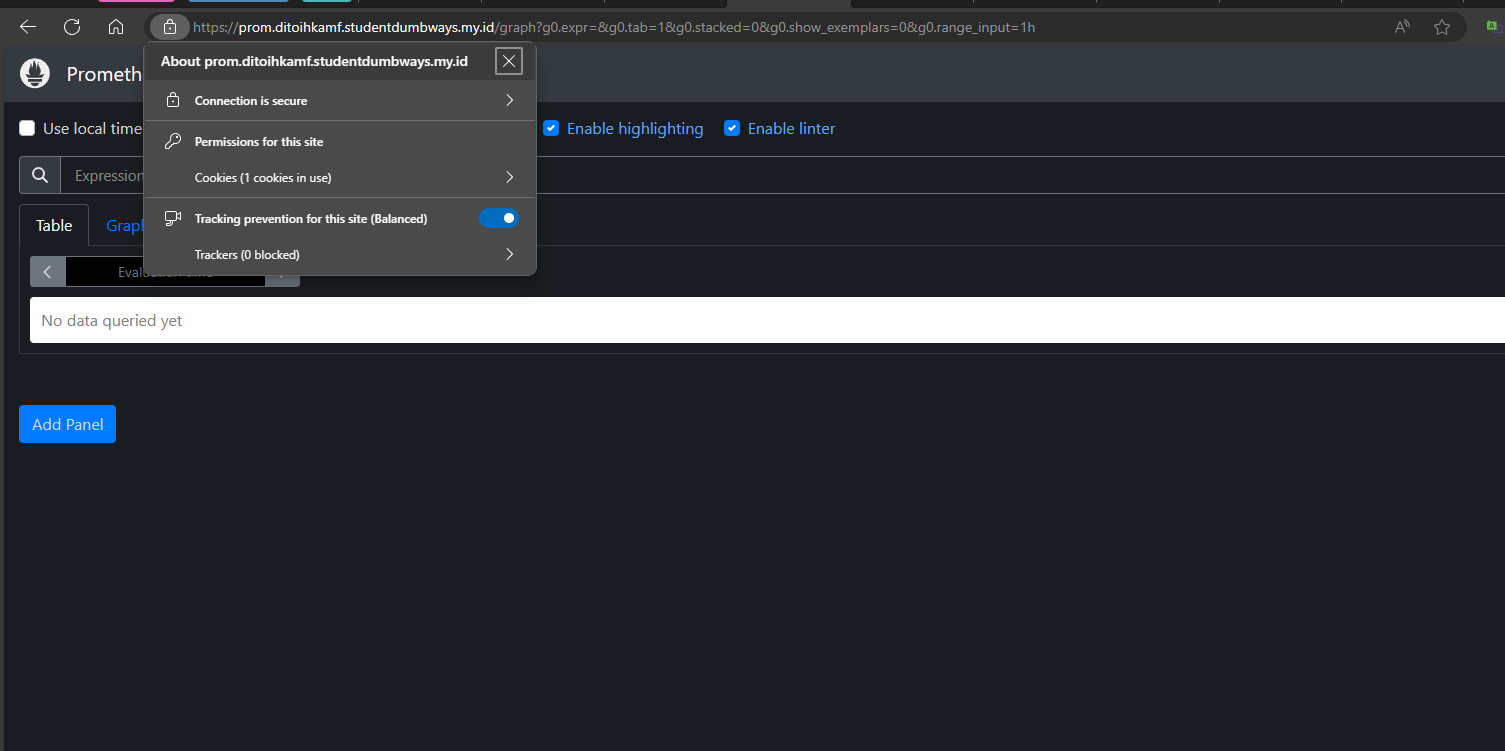 https://prom.ditoihkamf.studentdumbways.my.id/graph?g0.expr=&g0.tab=1&g0.stacked=0&g0.show_exemplars=0&g0.range_input=1h
About prom.ditoihkamf.studentdumbways.my.id
Connection is secure
Permissions for this site
Cookies (1 cookies in use)
Tracking prevention for this site (Balanced)
Trackers (0 blocked)
Prometh
Use local time
Enable highlighting
Enable linter
Expression
Table
Graph
No data queried yet
Add Panel